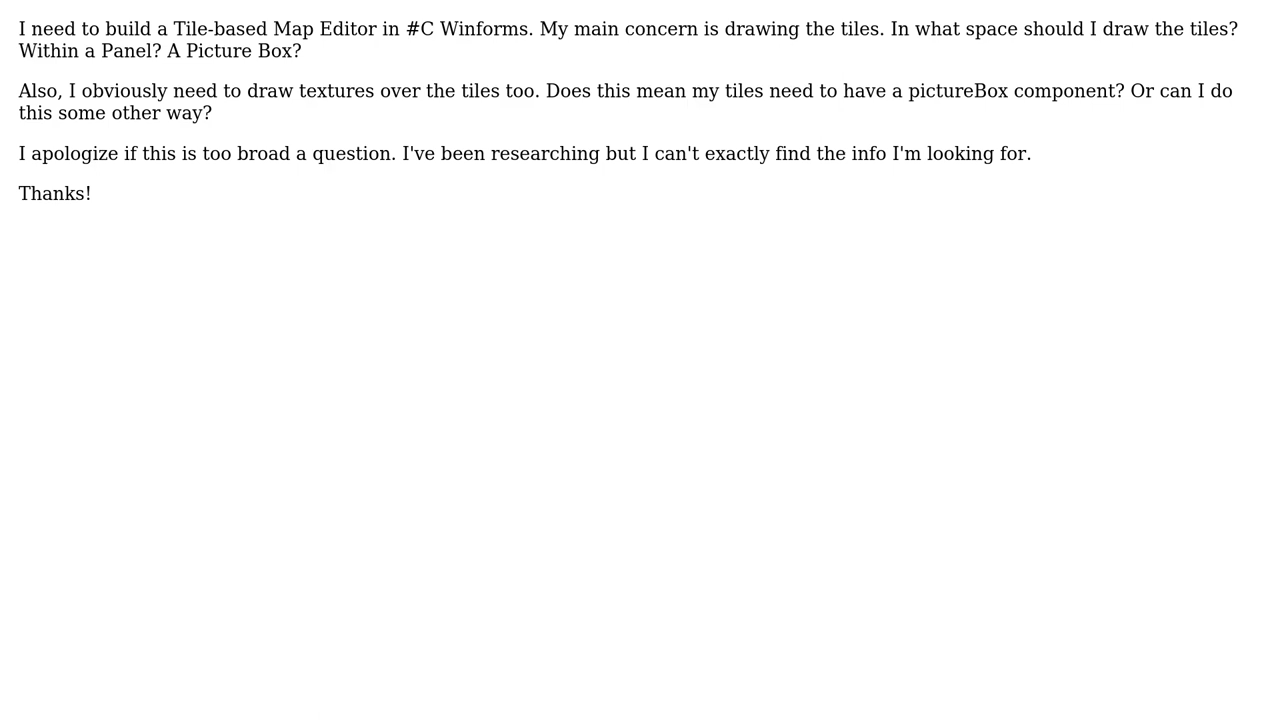 I need to build a Tile-based Map Editor in #C Winforms. My main concern is drawing the tiles. In what space should I draw the tiles?
Within a Panel? A Picture Box?
Also, I obviously need to draw textures over the tiles too. Does this mean my tiles need to have a pictureBox component? Or can I do
this some other way?
I apologize if this is too broad a question. I've been researching but I can't exactly find the info I'm looking for.
Thanks!